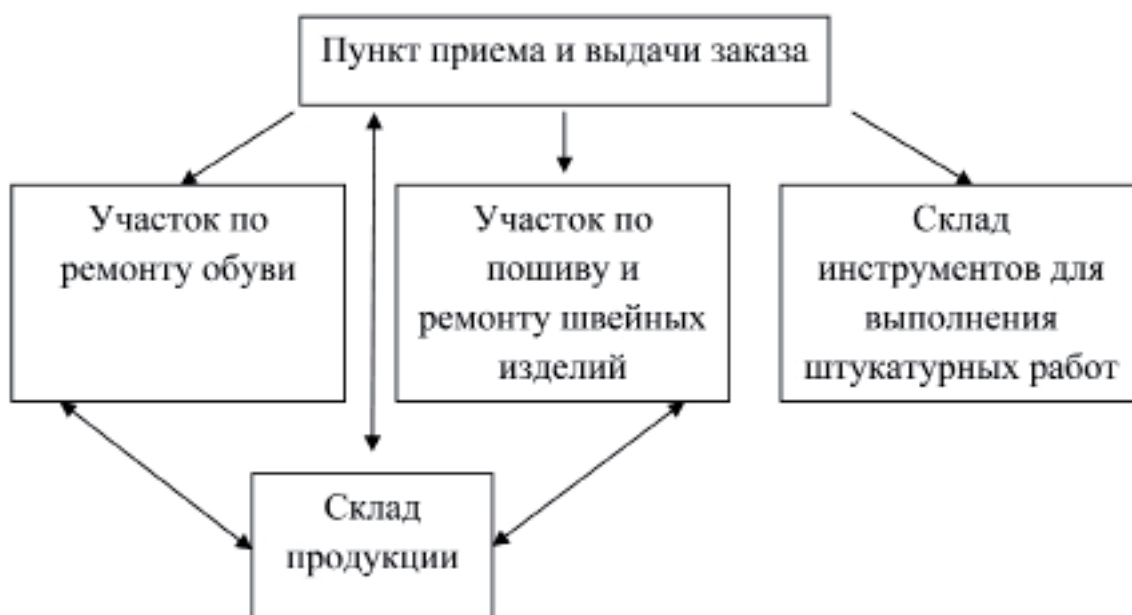 Пункт приема и выдачи заказа
Участок по
ремонту обуви
Участок по
пошиву и
ремонту швейных
изделий
Склад
инструментов для
выполнения
штукатурных работ
Склад
продукции